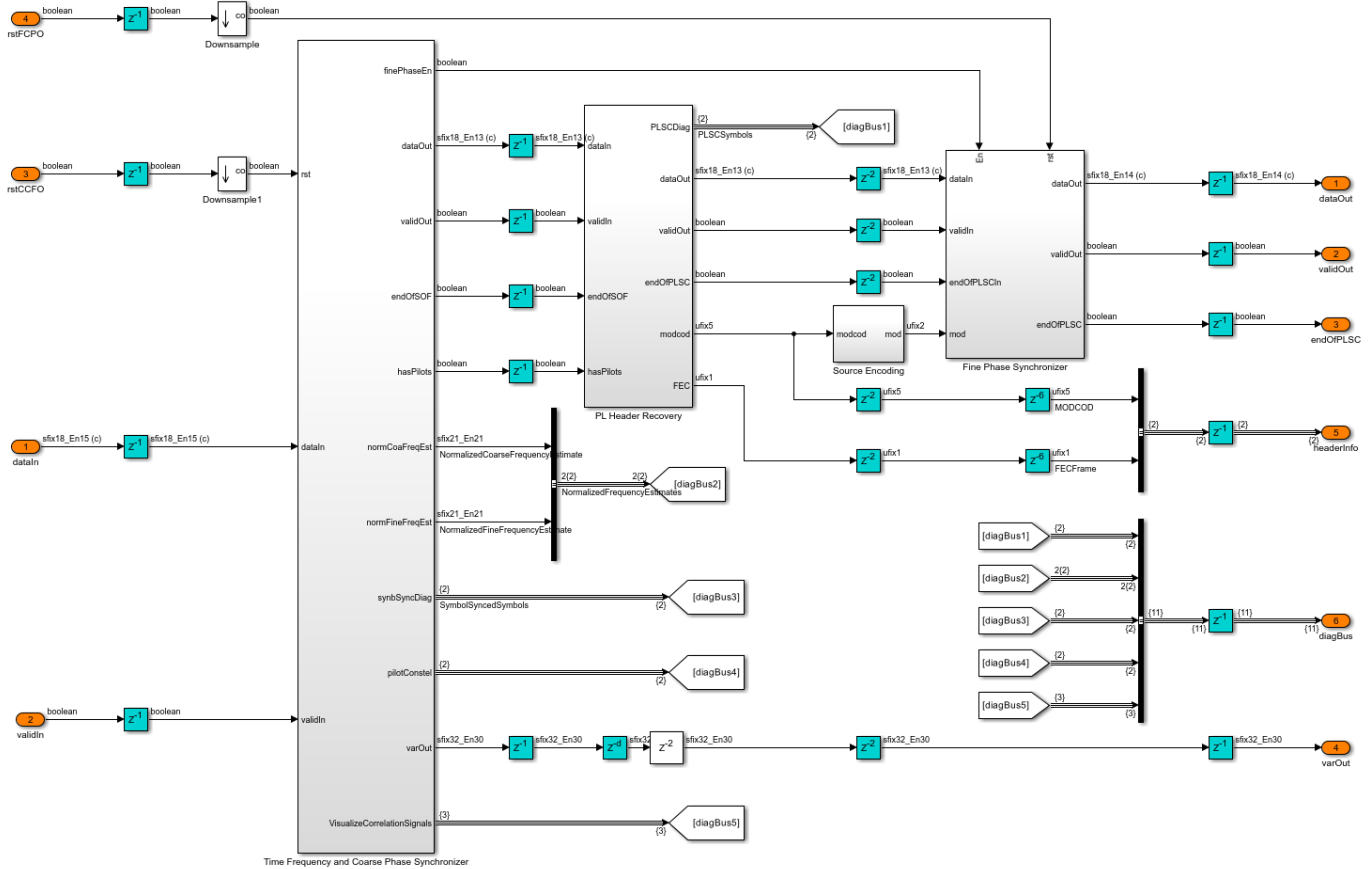 4
boolean
z-1
boolean
co
boolean
rstFCPO
Downsample
finePhaseEn
boolean
PLSCDiag
{2}
PLSCSymbols
{2}
[diagBus1]
dataOut
sfix18_En13 (c)
z-1
sfix18_En13 (c)
dataIn
3
boolean
z-1
boolean
co
boolean
rst
rstCCFO
Downsample1
dataOut
sfix18_En13 (c)
z-2
sfix18_En13 (c)
dataIn
En
rst
dataOut
sfix18_En14 (c)
z-1
sfix18_En14 (c)
1
dataOut
validOut
boolean
z-1
boolean
validIn
validOut
boolean
z-2
boolean
validIn
validOut
boolean
z-1
boolean
2
validOut
endOfSOF
boolean
z-1
boolean
endOfSOF
endOfPLSC
boolean
z-2
boolean
endOfPLSCIn
endOfPLSC
boolean
z-1
boolean
3
endOfPLSC
modcod
ufix5
modcod
mod
ufix2
mod
Source Encoding
Fine Phase Synchronizer
hasPilots
boolean
z-1
boolean
hasPilots
FEC
ufix1
PL Header Recovery
z-2
ufix5
z-6
ufix5
MODCOD
1
sfix18_En15 (c)
z-1
sfix18_En15 (c)
dataIn
dataIn
normCoaFreqEst
sfix21_En21
NormalizedCoarseFrequencyEstimate
{2}
{2}
z-1
{2}
{2}
5
headerInfo
z-2
ufix1
z-6
ufix1
FECFrame
2{2}
2{2}
NormalizedFrequencyEstimates
[diagBus2]
normFineFreqEst
sfix21_En21
NormalizedFineFrequencyEstimate
[diagBus1]
{2}
{2}
[diagBus2]
2{2}
2{2}
synbSyncDiag
{2}
SymbolSyncedSymbols
{2}
[diagBus3]
[diagBus3]
{2}
{2}
{11}
{11}
z-1
{11}
{11}
6
diagBus
pilotConstel
{2}
{2}
[diagBus4]
[diagBus4]
{2}
{2}
[diagBus5]
{3}
{3}
2
boolean
z-1
boolean
validIn
validIn
varOut
sfix32_En30
z-1
sfix32_En30
z-d
sfix32
z-2
sfix32_En30
z-2
sfix32_En30
z-1
sfix32_En30
4
varOut
VisualizeCorrelationSignals
{3}
{3}
[diagBus5]
Time Frequency and Coarse Phase Synchronizer